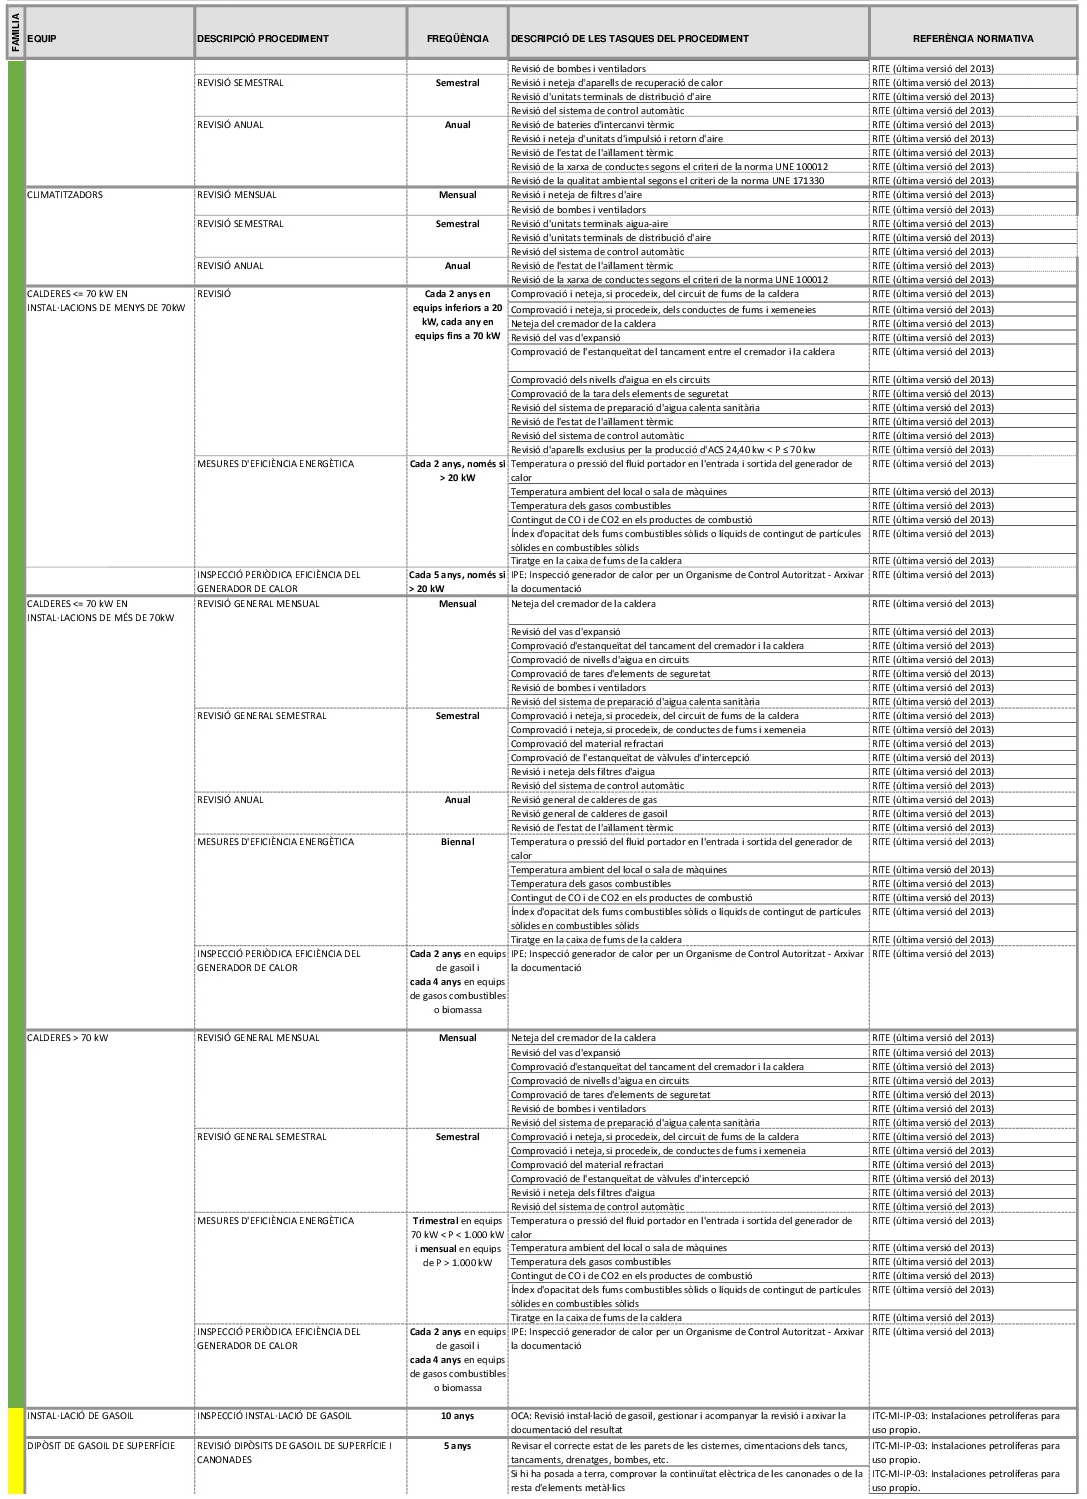 FAMILIA EQUIP DESCRIPCIÓ PROCEDIMENT FREQÜÈNCIA DESCRIPCIÓ DE LES TASQUES DEL PROCEDIMENT REFERÈNCIA NORMATIVA
Revisió de bombes i ventiladors RITE (última versió del 2013)
REVISIÓ SEMESTRAL Semestral Revisió i neteja d'aparells de recuperació de calor RITE (última versió del 2013)
Revisió d'unitats terminals de distribució d'aire RITE (última versió del 2013)
Revisió del sistema de control automàtic RITE (última versió del 2013)
REVISIÓ ANUAL Anual Revisió de bateries d'intercanvi tèrmic RITE (última versió del 2013)
Revisió i neteja d'unitats d'impulsió i retorn d'aire RITE (última versió del 2013)
Revisió de l'estat de l'aïllament tèrmic RITE (última versió del 2013)
Revisió de la xarxa de conductes segons el criteri de la norma UNE 100012 RITE (última versió del 2013)
Revisió de la qualitat ambiental segons el criteri de la norma UNE 171330 RITE (última versió del 2013)
CLIMATITZADORS REVISIÓ MENSUAL Mensual Revisió i neteja de filtres d'aire RITE (última versió del 2013)
Revisió de bombes i ventiladors RITE (última versió del 2013)
REVISIÓ SEMESTRAL Semestral Revisió d'unitats terminals aigua-aire RITE (última versió del 2013)
Revisió d'unitats terminals de distribució d'aire RITE (última versió del 2013)
Revisió del sistema de control automàtic RITE (última versió del 2013)
REVISIÓ ANUAL Anual Revisió de l'estat de l'aïllament tèrmic RITE (última versió del 2013)
Revisió de la xarxa de conductes segons el criteri de la norma UNE 100012 RITE (última versió del 2013)
CALDERES <= 70 kW EN REVISIÓ Cada 2 anys en Comprovació i neteja, si procedeix, del circuit de fums de la caldera RITE (última versió del 2013)
INSTAL·LACIONS DE MENYS DE 70kW equips inferiors a 20 Comprovació i neteja, si procedeix, dels conductes de fums i xemeneies RITE (última versió del 2013)
kW, cada any en Neteja del cremador de la caldera RITE (última versió del 2013)
equips fins a 70 kW Revisió del vas d'expansió RITE (última versió del 2013)
Comprovació de l'estanqueïtat del tancament entre el cremador i la caldera RITE (última versió del 2013)
Comprovació dels nivells d'aigua en els circuits RITE (última versió del 2013)
Comprovació de la tara dels elements de seguretat RITE (última versió del 2013)
Revisió del sistema de preparació d'aigua calenta sanitària RITE (última versió del 2013)
Revisió de l'estat de l'aïllament tèrmic RITE (última versió del 2013)
Revisió del sistema de control automàtic RITE (última versió del 2013)
Revisió d'aparells exclusius per la producció d'ACS 24,40 kw < P ≤ 70 kw RITE (última versió del 2013)
MESURES D'EFICIÈNCIA ENERGÈTICA Cada 2 anys, només si Temperatura o pressió del fluid portador en l'entrada i sortida del generador de RITE (última versió del 2013)
> 20 kW calor
Temperatura ambient del local o sala de màquines RITE (última versió del 2013)
Temperatura dels gasos combustibles RITE (última versió del 2013)
Contingut de CO i de CO2 en els productes de combustió RITE (última versió del 2013)
Índex d'opacitat dels fums combustibles sòlids o líquids de contingut de partícules RITE (última versió del 2013)
sòlides en combustibles sòlids
Tiratge en la caixa de fums de la caldera RITE (última versió del 2013)
INSPECCIÓ PERIÒDICA EFICIÈNCIA DEL Cada 5 anys, només si IPE: Inspecció generador de calor per un Organisme de Control Autoritzat - Arxivar RITE (última versió del 2013)
GENERADOR DE CALOR > 20 kW la documentació
CALDERES <= 70 kW EN REVISIÓ GENERAL MENSUAL Mensual Neteja del cremador de la caldera RITE (última versió del 2013)
INSTAL·LACIONS DE MÉS DE 70kW
Revisió del vas d'expansió RITE (última versió del 2013)
Comprovació d'estanqueïtat del tancament del cremador i la caldera RITE (última versió del 2013)
Comprovació de nivells d'aigua en circuits RITE (última versió del 2013)
Comprovació de tares d'elements de seguretat RITE (última versió del 2013)
Revisió de bombes i ventiladors RITE (última versió del 2013)
Revisió del sistema de preparació d'aigua calenta sanitària RITE (última versió del 2013)
REVISIÓ GENERAL SEMESTRAL Semestral Comprovació i neteja, si procedeix, del circuit de fums de la caldera RITE (última versió del 2013)
Comprovació i neteja, si procedeix, de conductes de fums i xemeneia RITE (última versió del 2013)
Comprovació del material refractari RITE (última versió del 2013)
Comprovació de l'estanqueïtat de vàlvules d'intercepció RITE (última versió del 2013)
Revisió i neteja dels filtres d'aigua RITE (última versió del 2013)
Revisió del sistema de control automàtic RITE (última versió del 2013)
REVISIÓ ANUAL Anual Revisió general de calderes de gas RITE (última versió del 2013)
Revisió general de calderes de gasoil RITE (última versió del 2013)
Revisió de l'estat de l'aïllament tèrmic RITE (última versió del 2013)
MESURES D'EFICIÈNCIA ENERGÈTICA Biennal Temperatura o pressió del fluid portador en l'entrada i sortida del generador de RITE (última versió del 2013)
calor
Temperatura ambient del local o sala de màquines RITE (última versió del 2013)
Temperatura dels gasos combustibles RITE (última versió del 2013)
Contingut de CO i de CO2 en els productes de combustió RITE (última versió del 2013)
Índex d'opacitat dels fums combustibles sòlids o líquids de contingut de partícules RITE (última versió del 2013)
sòlides en combustibles sòlids
Tiratge en la caixa de fums de la caldera RITE (última versió del 2013)
INSPECCIÓ PERIÒDICA EFICIÈNCIA DEL Cada 2 anys en equips IPE: Inspecció generador de calor per un Organisme de Control Autoritzat - Arxivar RITE (última versió del 2013)
GENERADOR DE CALOR de gasoil i la documentació
cada 4 anys en equips
de gasos combustibles
o biomassa
CALDERES > 70 kW REVISIÓ GENERAL MENSUAL Mensual Neteja del cremador de la caldera RITE (última versió del 2013)
Revisió del vas d'expansió RITE (última versió del 2013)
Comprovació d'estanqueïtat del tancament del cremador i la caldera RITE (última versió del 2013)
Comprovació de nivells d'aigua en circuits RITE (última versió del 2013)
Comprovació de tares d'elements de seguretat RITE (última versió del 2013)
Revisió de bombes i ventiladors RITE (última versió del 2013)
Revisió del sistema de preparació d'aigua calenta sanitària RITE (última versió del 2013)
REVISIÓ GENERAL SEMESTRAL Semestral Comprovació i neteja, si procedeix, del circuit de fums de la caldera RITE (última versió del 2013)
Comprovació i neteja, si procedeix, de conductes de fums i xemeneia RITE (última versió del 2013)
Comprovació del material refractari RITE (última versió del 2013)
Comprovació de l'estanqueïtat de vàlvules d'intercepció RITE (última versió del 2013)
Revisió i neteja dels filtres d'aigua RITE (última versió del 2013)
Revisió del sistema de control automàtic RITE (última versió del 2013)
MESURES D'EFICIÈNCIA ENERGÈTICA Trimestral en equips Temperatura o pressió del fluid portador en l'entrada i sortida del generador de RITE (última versió del 2013)
70 kW < P < 1.000 kW calor
i mensual en equips Temperatura ambient del local o sala de màquines RITE (última versió del 2013)
de P > 1.000 kW Temperatura dels gasos combustibles RITE (última versió del 2013)
Contingut de CO i de CO2 en els productes de combustió RITE (última versió del 2013)
Índex d'opacitat dels fums combustibles sòlids o líquids de contingut de partícules RITE (última versió del 2013)
sòlides en combustibles sòlids
Tiratge en la caixa de fums de la caldera RITE (última versió del 2013)
INSPECCIÓ PERIÒDICA EFICIÈNCIA DEL Cada 2 anys en equips IPE: Inspecció generador de calor per un Organisme de Control Autoritzat - Arxivar RITE (última versió del 2013)
GENERADOR DE CALOR de gasoil i la documentació
cada 4 anys en equips
de gasos combustibles
o biomassa
INSTAL·LACIÓ DE GASOIL INSPECCIÓ INSTAL·LACIÓ DE GASOIL 10 anys OCA: Revisió instal·lació de gasoil, gestionar i acompanyar la revisió i arxivar la ITC-MI-IP-03: Instalaciones petrolíferas para
documentació del resultat uso propio.
DIPÒSIT DE GASOIL DE SUPERFÍCIE REVISIÓ DIPÒSITS DE GASOIL DE SUPERFÍCIE I 5 anys Revisar el correcte estat de les parets de les cisternes, cimentacions dels tancs, ITC-MI-IP-03: Instalaciones petrolíferas para
CANONADES tancaments, drenatges, bombes, etc. uso propio.
Si hi ha posada a terra, comprovar la continuïtat elèctrica de les canonades o de la ITC-MI-IP-03: Instalaciones petrolíferas para
resta d'elements metàl·lics uso propio.